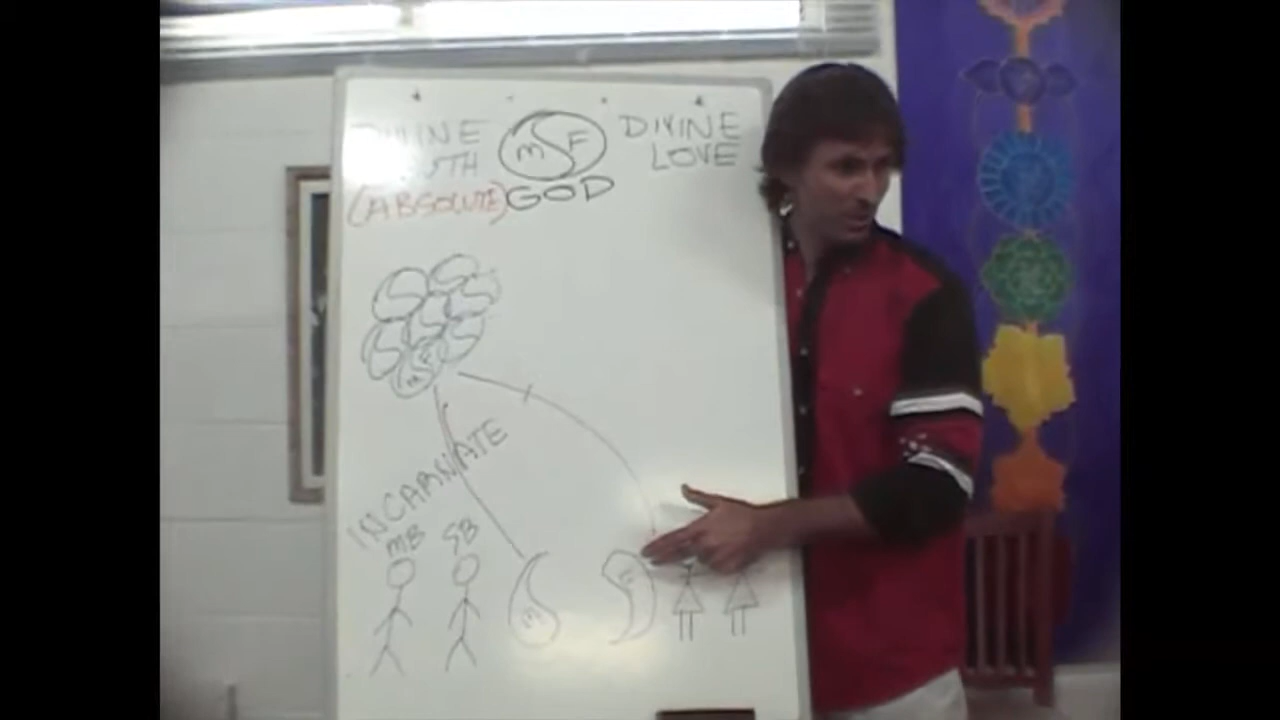 DIVINE
(ABSOLUTE)
M F
GOD
DIVINE
LOVE
M F
INCARNATE
MB SB
M F